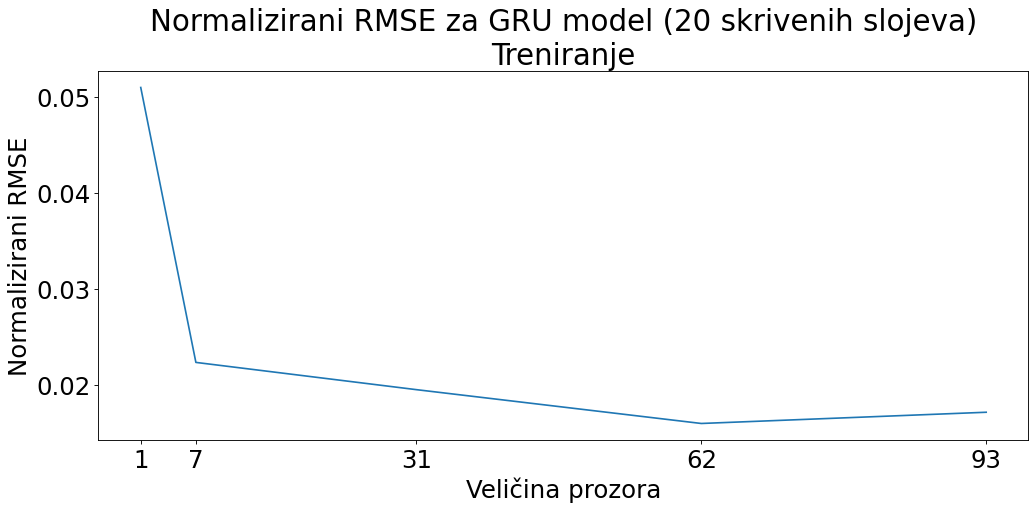 Normalizirani RMSE za GRU model (20 skrivenih slojeva)
Treniranje
Normalizirani RMSE
0.05
0.04
0.03
0.02
1 7 31 62 93
Veličina prozora